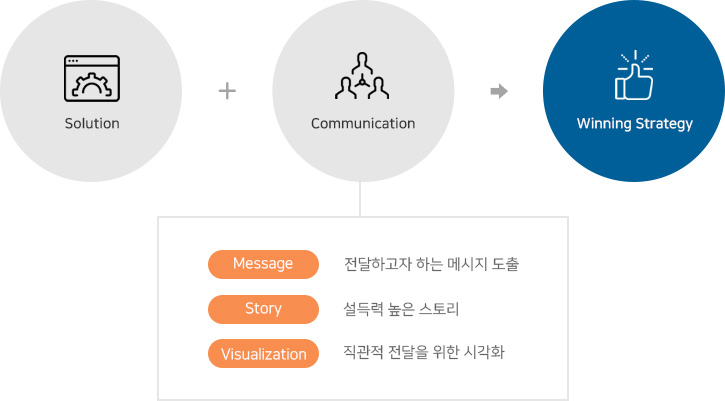 Solution
Communication
Winning Strategy
Message
전달하고자 하는 메시지 도출
Story
설득력 높은 스토리
Visualization
직관적 전달을 위한 시각화